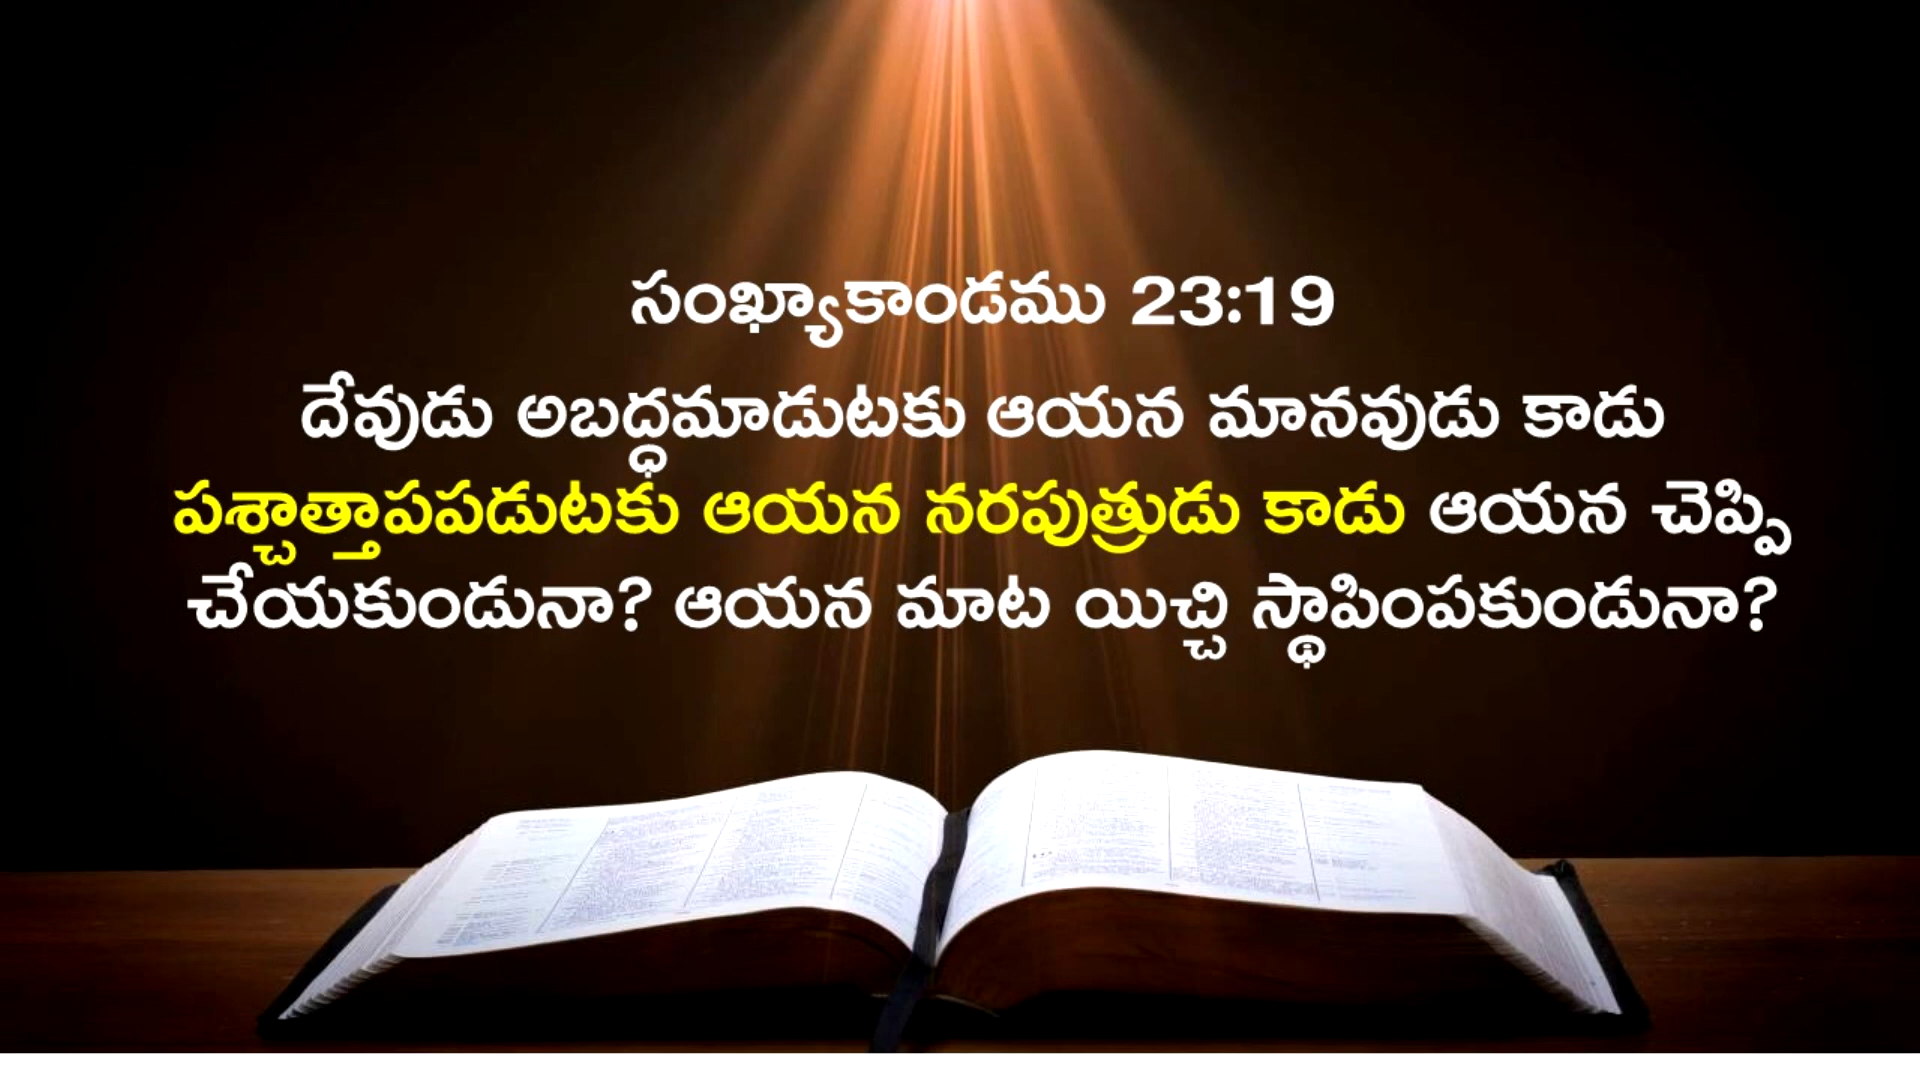 సంఖ్యాకాండము 23:19
దేవుడు అబద్ధమాడుటకు ఆయన మానవుడు కాడు
పశ్చాత్తాపపడుటకు ఆయన నరపుత్రుడు కాడు ఆయన చెప్పి
చేయకుండునా? ఆయన మాట యిచ్చి స్థాపింపకుండునా?